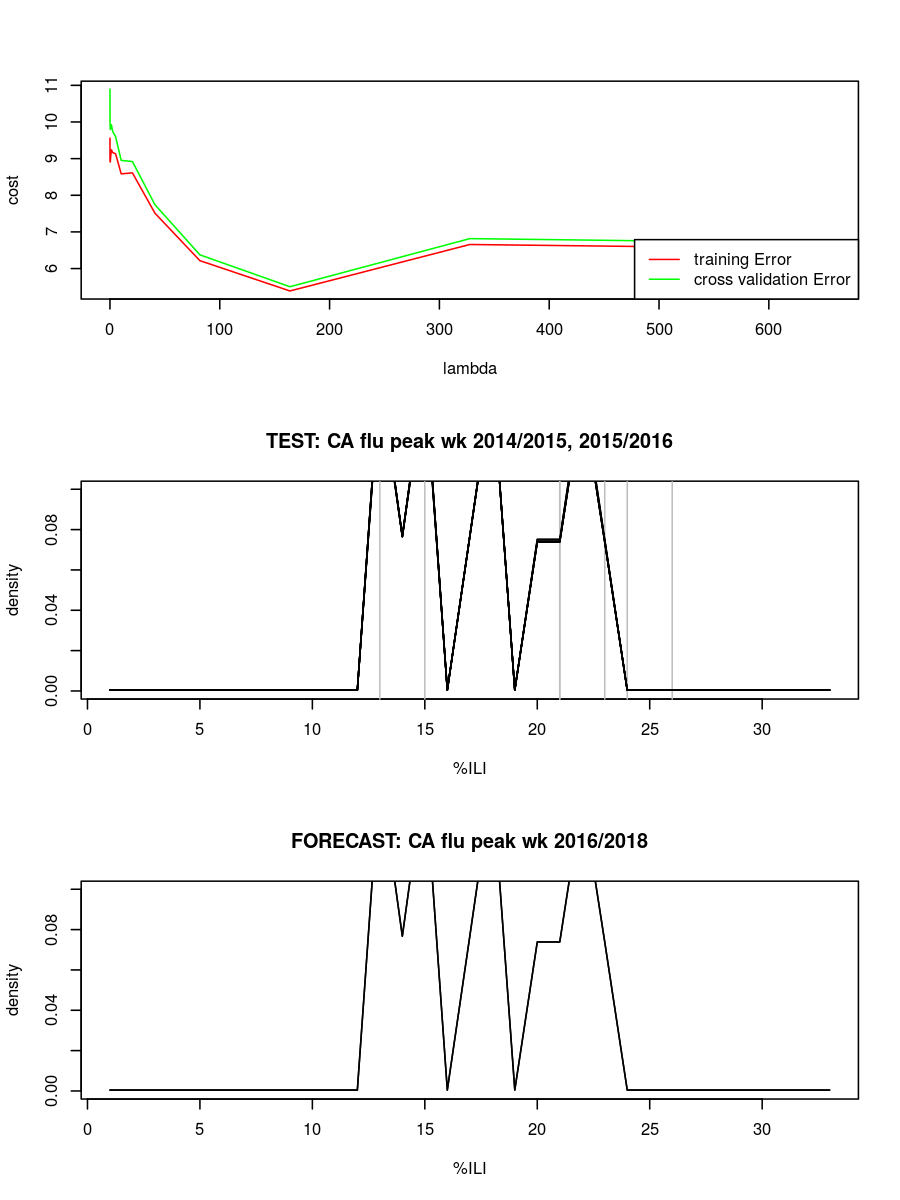 11
10
9
8
7
6
cost
training Error
cross validation Error
0 100 200 300 400 500 600
lambda
TEST: CA flu peak wk 2014/2015, 2015/2016
0.08
0.04
0.00
density
0 5 10 15 20 25 30
%ILI
FORECAST: CA flu peak wk 2016/2018
0.08
0.04
0.00
density
0 5 10 15 20 25 30
%ILI